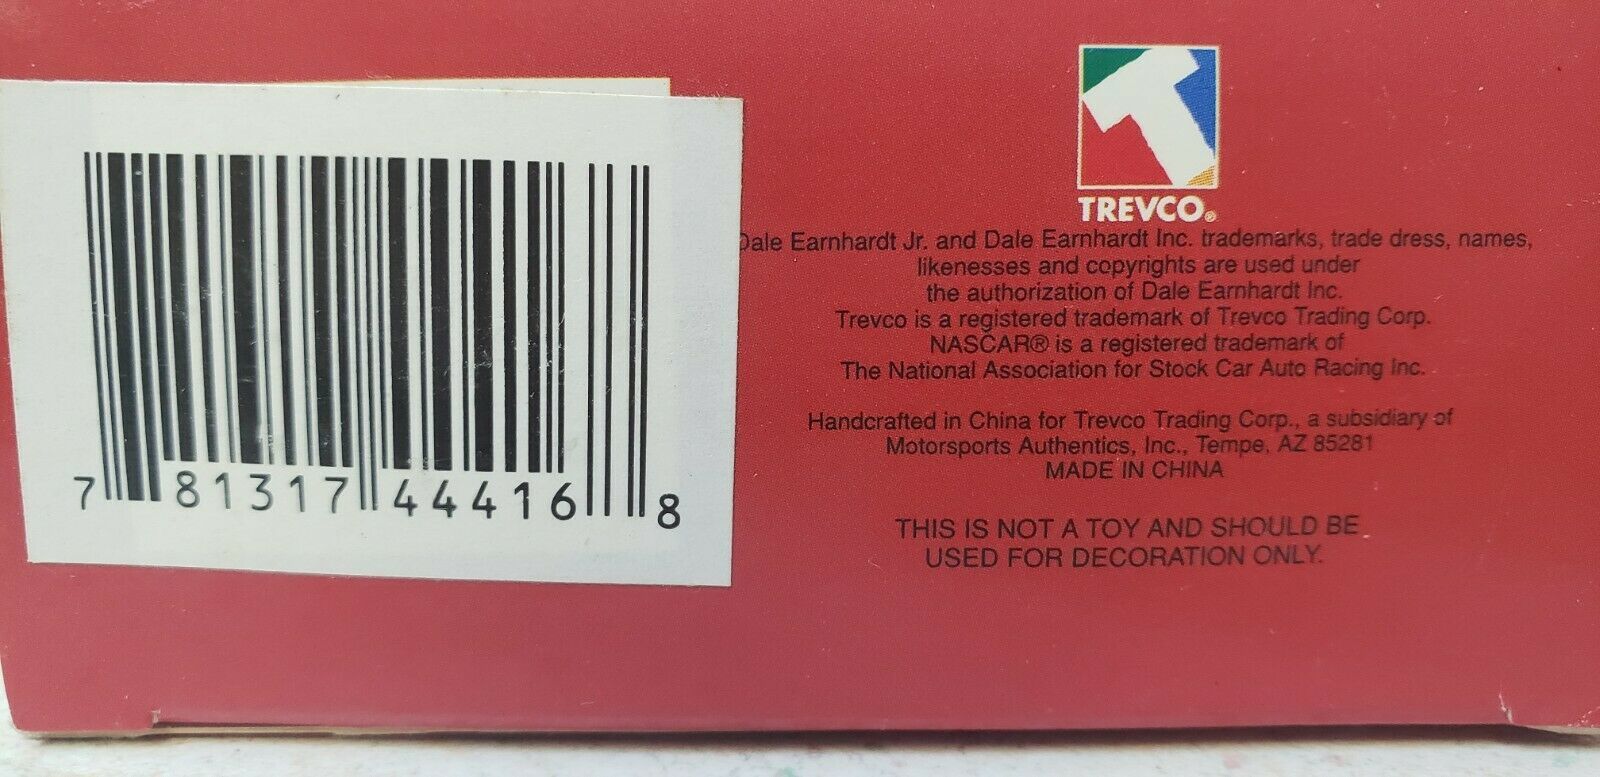 TREVCO®
Dale Earnhardt Jr. and Dale Earnhardt Inc. trademarks, trade dress, names,
likenesses and copyrights are used under
the authorization of Dale Earnhardt Inc.
Trevco is a registered trademark of Trevco Trading Corp.
NASCAR® is a registered trademark of
The National Association for Stock Car Auto Racing Inc.
Handcrafted in China for Trevco Trading Corp., a subsidiary of
Motorsports Authentics, Inc., Tempe, AZ 85281
MADE IN CHINA
THIS IS NOT A TOY AND SHOULD BE
USED FOR DECORATION ONLY.
7 81317 44416 8